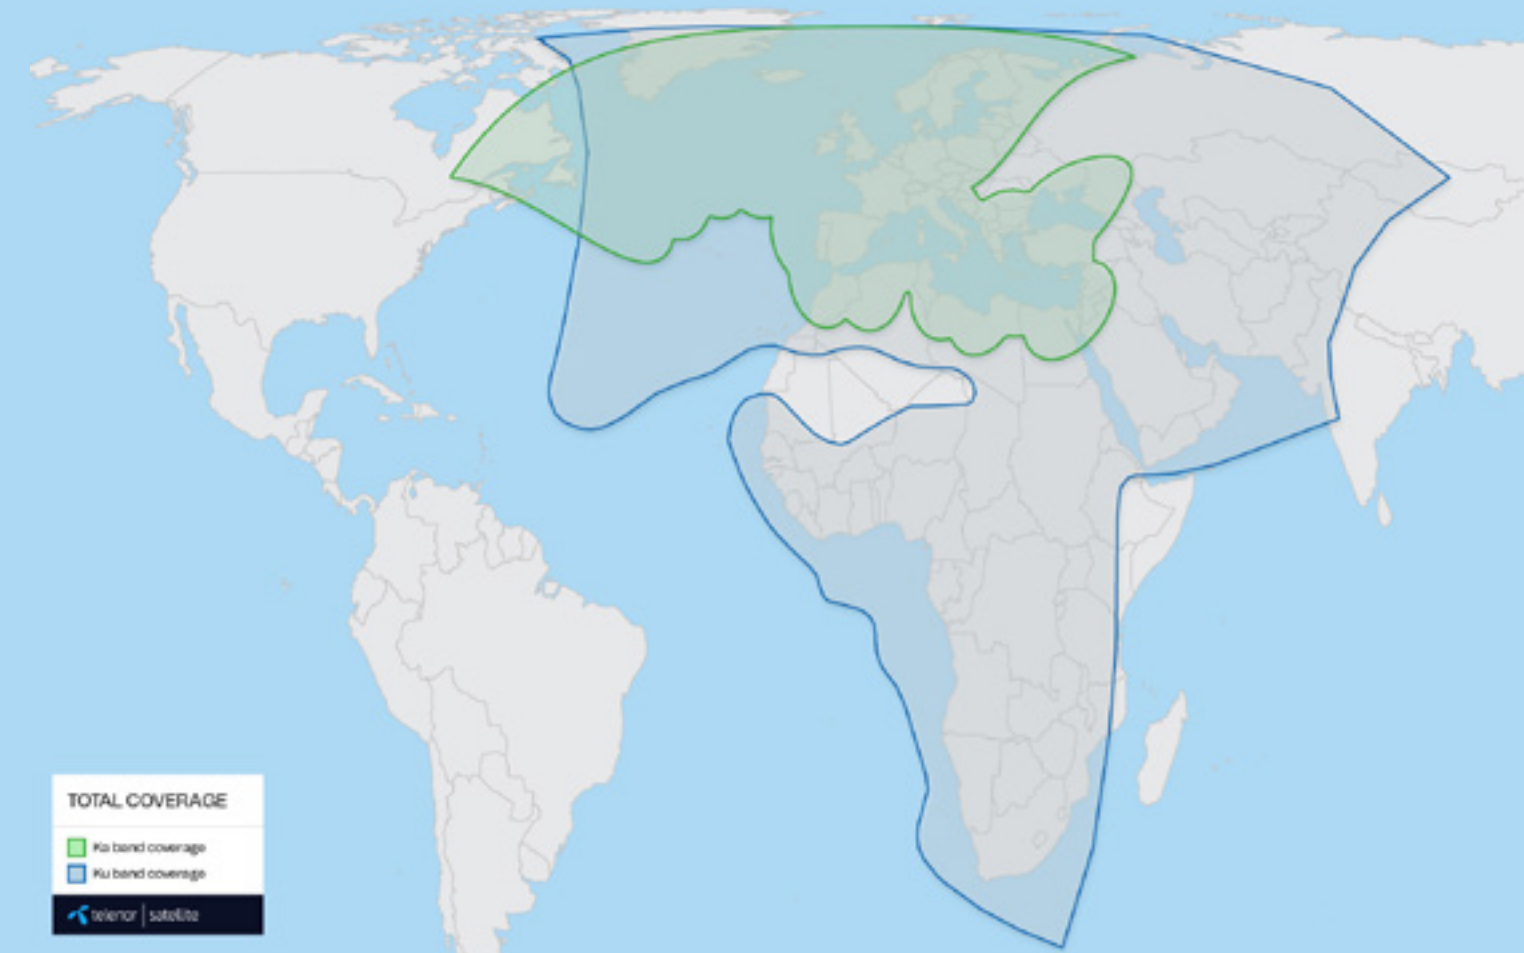 TOTAL COVERAGE
Ka band coverage
Ku band coverage
telenor | satellite